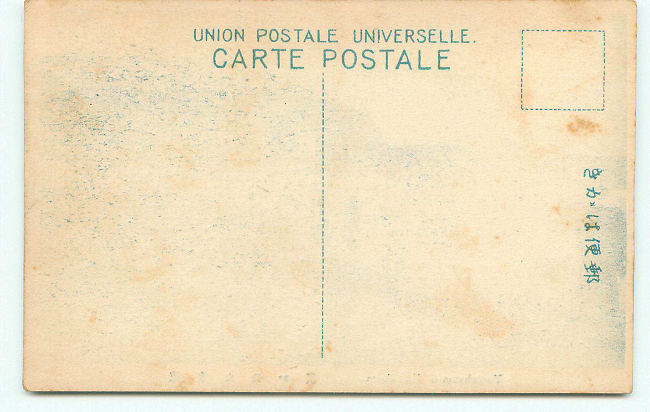 UNION POSTALE UNIVERSELLE.
CARTE POSTALE
郵便はがき